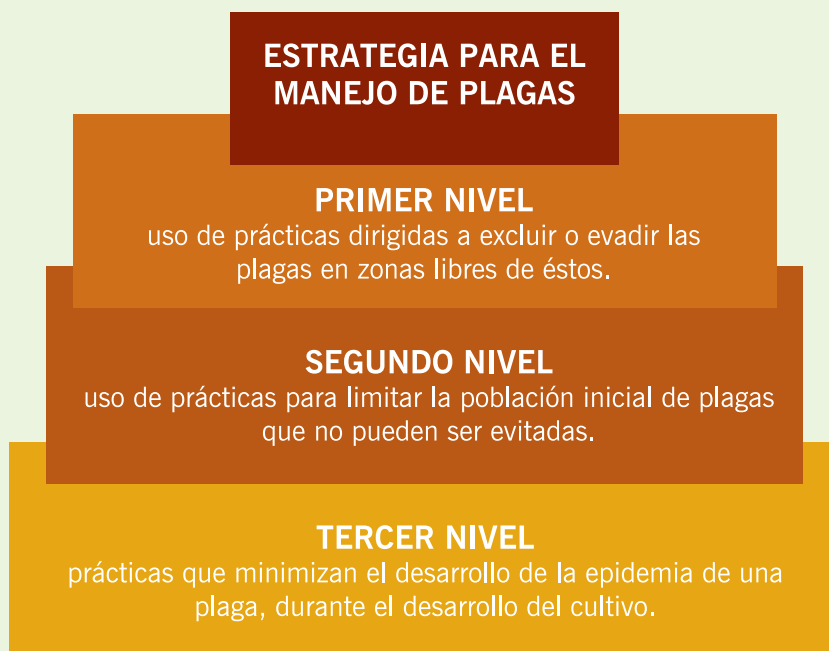 ESTRATEGIA PARA EL
MANEJO DE PLAGAS
PRIMER NIVEL
uso de prácticas dirigidas a excluir o evadir las
plagas en zonas libres de éstos.
SEGUNDO NIVEL
uso de prácticas para limitar la población inicial de plagas
que no pueden ser evitadas.
TERCER NIVEL
prácticas que minimizan el desarrollo de la epidemia de una
plaga, durante el desarrollo del cultivo.